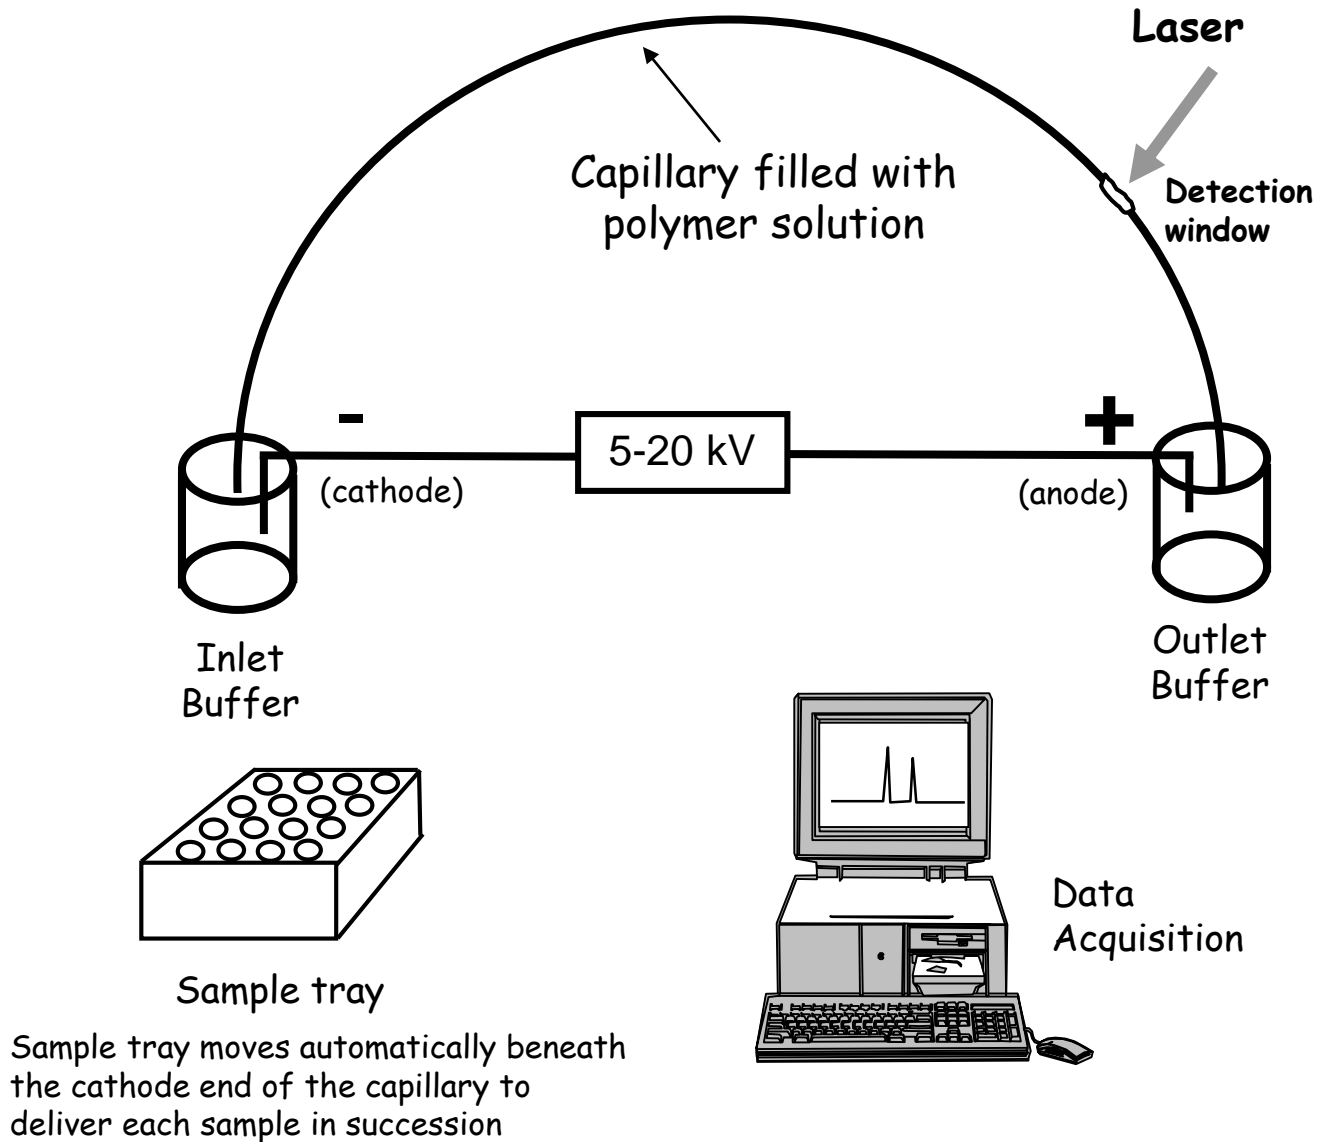 Laser
Capillary filled with
polymer solution
Detection
window
-
+
5-20 kV
(cathode)
(anode)
Inlet
Buffer
Outlet
Buffer
Data
Acquisition
Sample tray
Sample tray moves automatically beneath
the cathode end of the capillary to
deliver each sample in succession